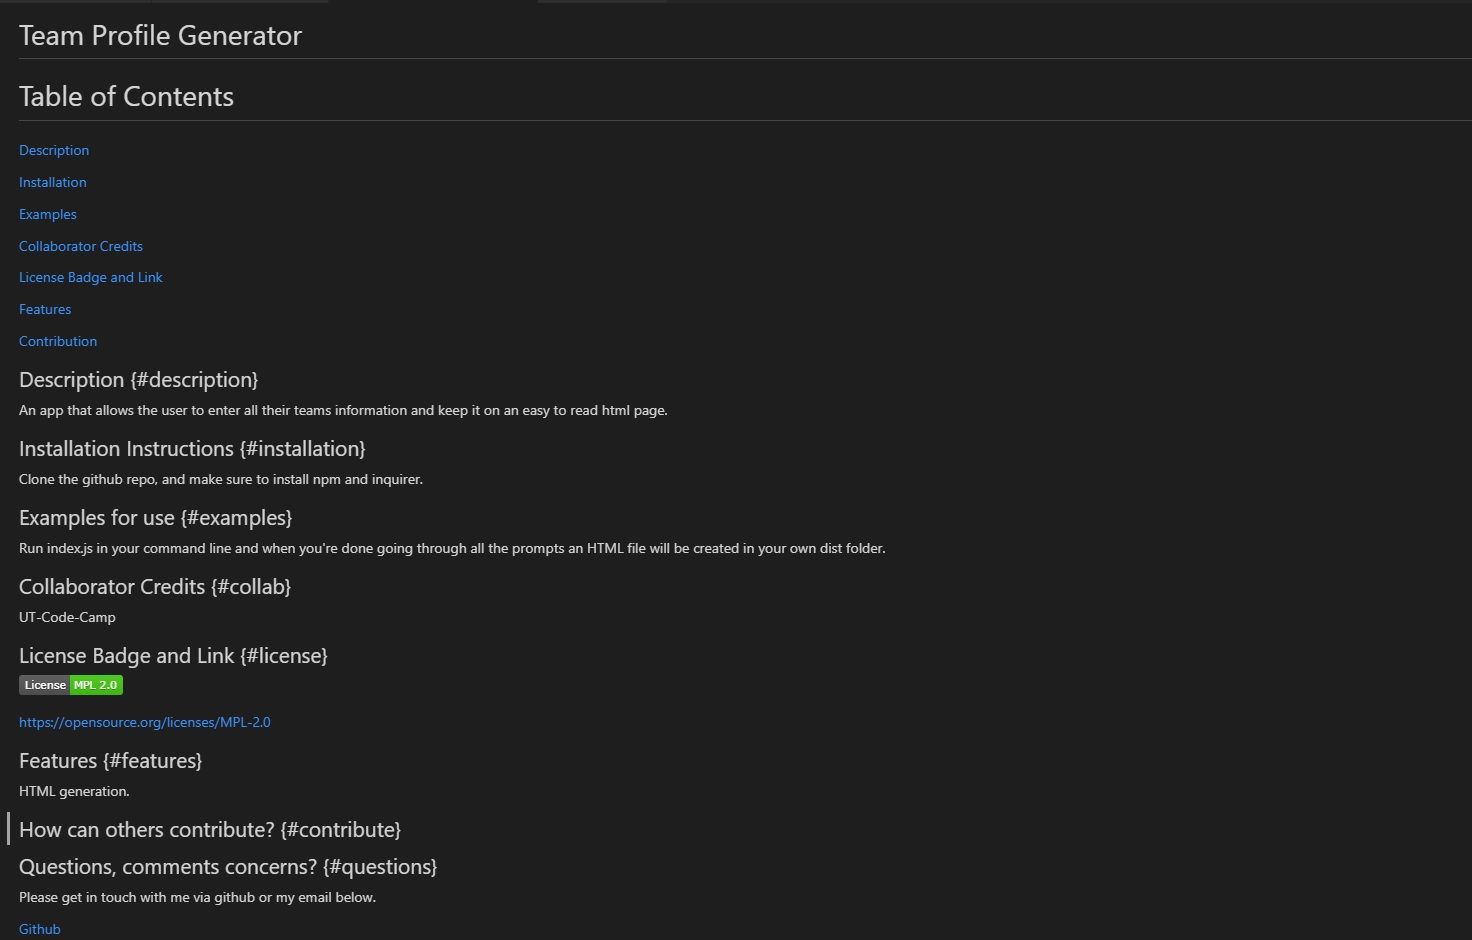 Team Profile Generator
Table of Contents
Description
Installation
Examples
Collaborator Credits
License Badge and Link
Features
Contribution
Description {#description}
An app that allows the user to enter all their teams information and keep it on an easy to read html page.
Installation Instructions {#installation}
Clone the github repo, and make sure to install npm and inquirer.
Examples for use {#examples}
Run index.js in your command line and when you're done going through all the prompts an HTML file will be created in your own dist folder.
Collaborator Credits {#collab}
UT-Code-Camp
License Badge and Link {#license}
License MPL 2.0
https://opensource.org/licenses/MPL-2.0
Features {#features}
HTML generation.
How can others contribute? {#contribute}
Questions, comments concerns? {#questions}
Please get in touch with me via github or my email below.
Github